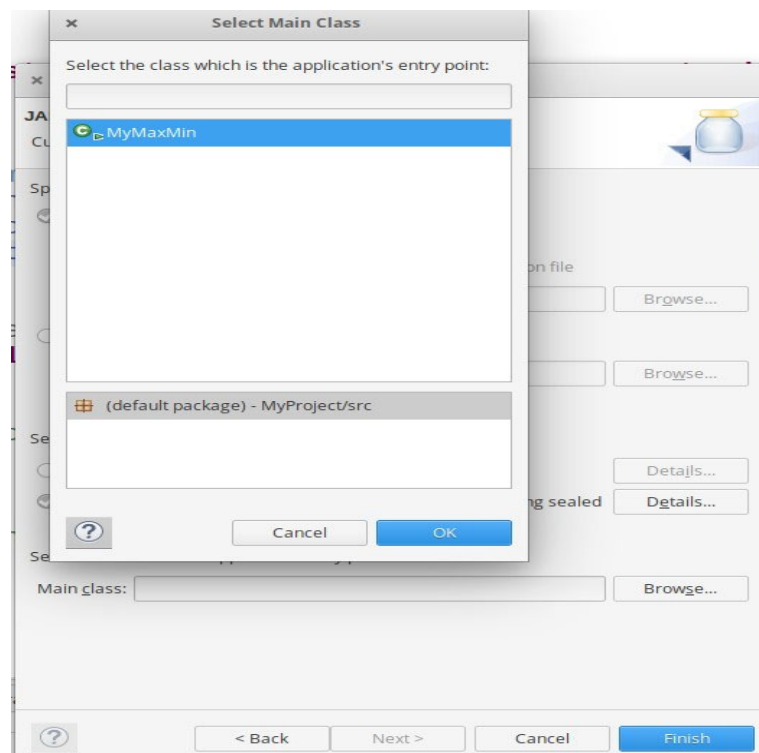 Select Main Class
Select the class which is the application's entry point:
JA
MyMaxMin
Cu
Sp
on file
Browse...
Browse...
(default package) - MyProject/src
Se
Details...
ng sealed Details...
Cancel OK
Se
Main class: Browse...
< Back Next > Cancel Finish